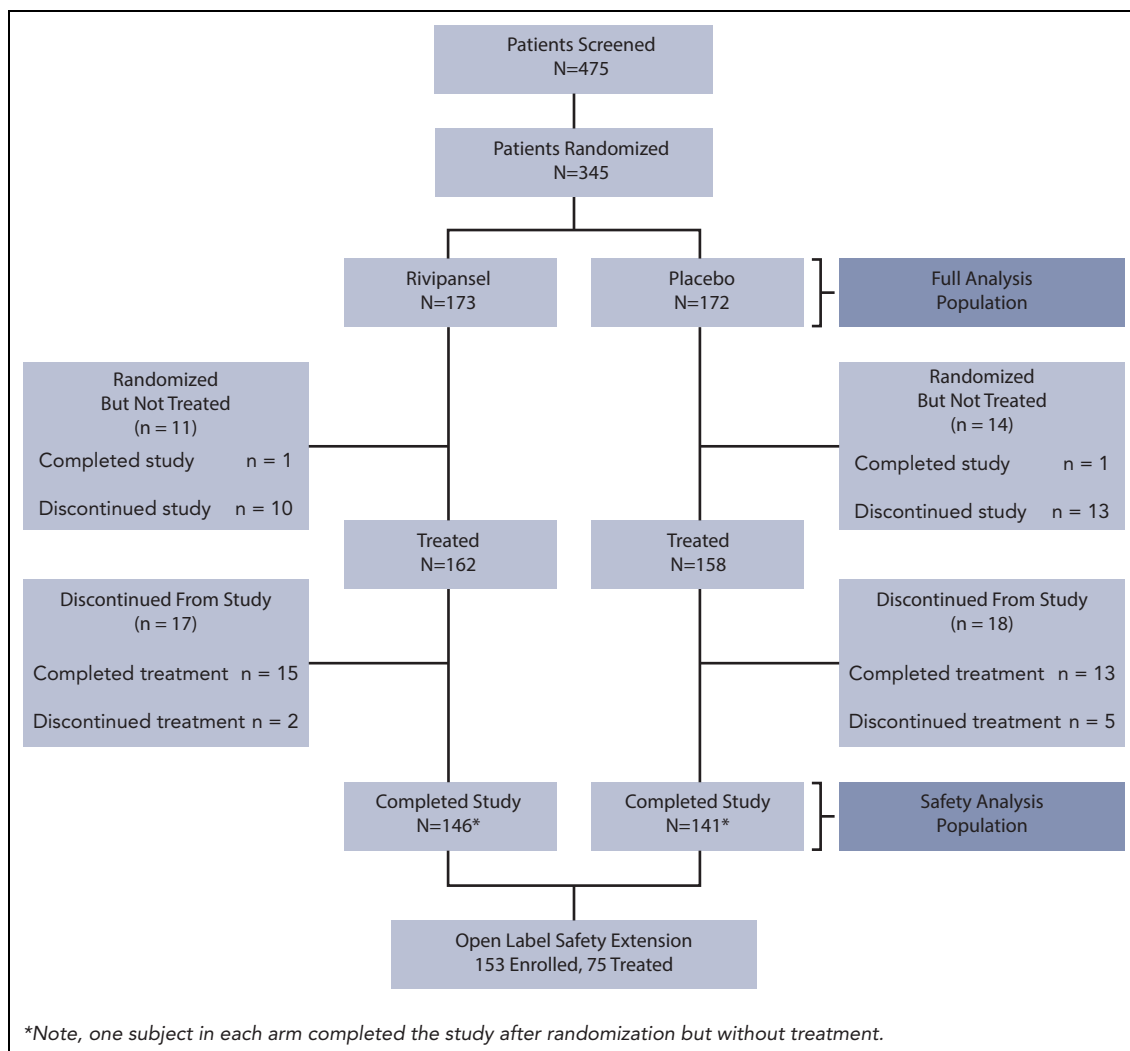 Patients Screened
N=475
Patients Randomized
N=345
Rivipansel
N=173
Placebo
N=172
Full Analysis
Population
Randomized
But Not Treated
(n = 11)
Completed study n = 1
Discontinued study n = 10
Randomized
But Not Treated
(n = 14)
Completed study n = 1
Discontinued study n = 13
Treated
N=162
Treated
N=158
Discontinued From Study
(n = 17)
Completed treatment n = 15
Discontinued treatment n = 2
Discontinued From Study
(n = 18)
Completed treatment n = 13
Discontinued treatment n = 5
Completed Study
N=146*
Completed Study
N=141*
Safety Analysis
Population
Open Label Safety Extension
153 Enrolled, 75 Treated
*Note, one subject in each arm completed the study after randomization but without treatment.